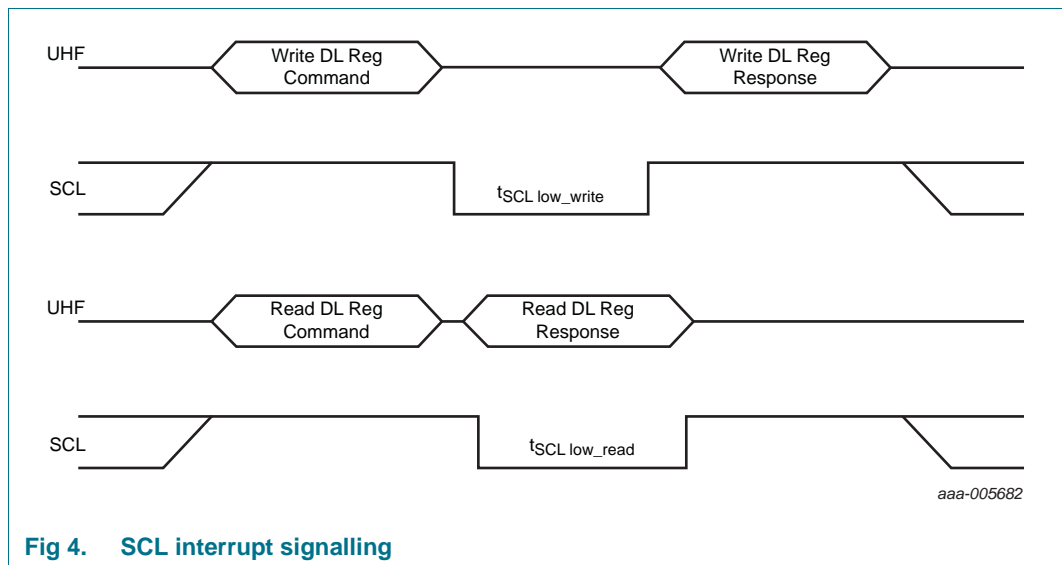 UHF
Write DL Reg
Command
Write DL Reg
Response
SCL
tSCL low_write
UHF
Read DL Reg
Command
Read DL Reg
Response
SCL
tSCL low_read
aaa-005682
Fig 4. SCL interrupt signalling